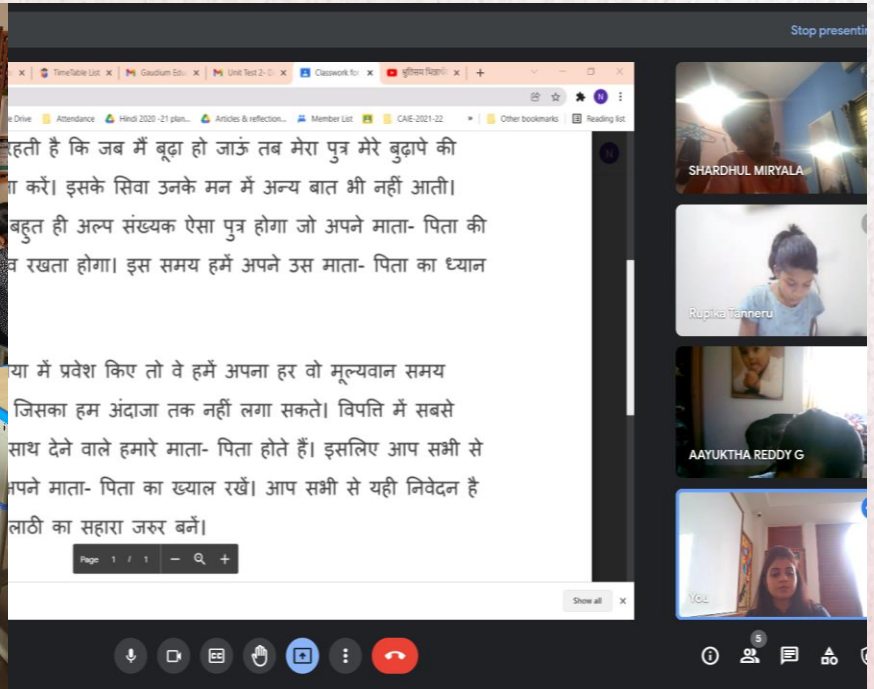 Stop presenti
TimeTable List
Gaudium Edu
Unit Test 2- D
Classwork for
N
e Drive
Attendance
Hindi 2020 -21 plan...
Articles & reflection...
Member List
CAIE-2021-22
»
Other bookmarks
Reading list
N
रहती है कि जब मैं बूढ़ा हो जाऊं तब मेरा पुत्र मेरे बुढ़ापे की
ा करें। इसके सिवा उनके मन में अन्य बात भी नहीं आती।
बहुत ही अल्प संख्यक ऐसा पुत्र होगा जो अपने माता- पिता की
व रखता होगा। इस समय हमें अपने उस माता- पिता का ध्यान
या में प्रवेश किए तो वे हमें अपना हर वो मूल्यवान समय
जिसका हम अंदाजा तक नहीं लगा सकते। विपत्ति में सबसे
साथ देने वाले हमारे माता- पिता होते हैं। इसलिए आप सभी से
अपने माता- पिता का ख्याल रखें। आप सभी से यही निवेदन है
लाठी का सहारा जरुर बनें।
Page 1 / 1
Show all
SHARDHUL MIRYALA
Rupika Tanneru
AAYUKTHA REDDY G
You
CC
5